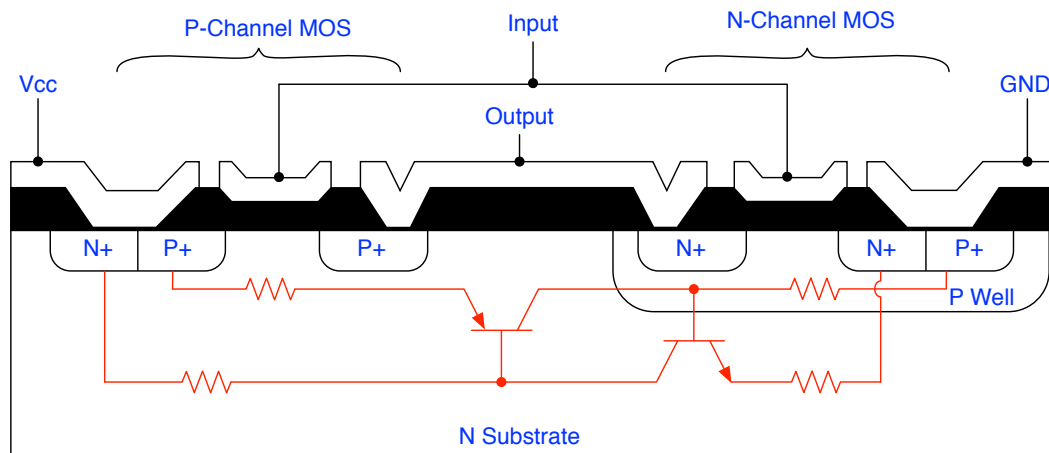 P-Channel MOS
Input
N-Channel MOS
Vcc
GND
Output
N+
P+
P+
N+
N+
P+
P Well
N Substrate